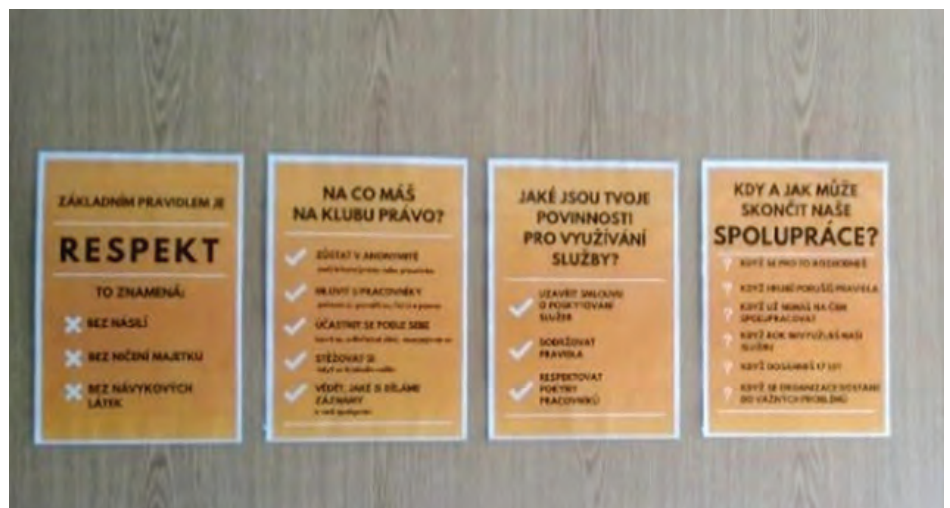 ZÁKLADNÍM PRAVIDLEM JE
RESPEKT
TO ZNAMENÁ:
BEZ NÁSILÍ
BEZ NIČENÍ MAJETKU
BEZ NÁVYKOVÝCH
LÁTEK
NA CO MÁŠ
NA KLUBU PRÁVO?
ZŮSTAT V ANONYMITĚ
MLUVIT S PRACOVNÍKY
ÚČASTNIT SE PODLE SEBE
STĚŽOVAT SI
VĚDĚT, JAKÉ SI DĚLÁME
ZÁZNAMY
JAKÉ JSOU TVOJE
POVINNOSTI
PRO VYUŽÍVÁNÍ
SLUŽBY?
UZAVŘÍT SMLOUVU
O POSKYTOVÁNÍ
SLUŽEB
DODRŽOVAT
PRAVIDLA
RESPEKTOVAT
POKYNY
PRACOVNÍKŮ
KDY A JAK MŮŽE
SKONČIT NAŠE
SPOLUPRÁCE?
KDYŽ SE PRO TO ROZHODNEŠ
KDYŽ HRUBĚ PORUŠÍŠ PRAVIDLA
KDYŽ UŽ NEMÁŠ NA ČEM
SPOLUPRACOVAT
KDYŽ ROK NEVYUŽIJEŠ NAŠI
SLUŽBU
KDYŽ DOSÁHNEŠ 17 LET
KDYŽ SE ORGANIZACE DOSTANE
DO VÁŽNÝCH PROBLÉMŮ